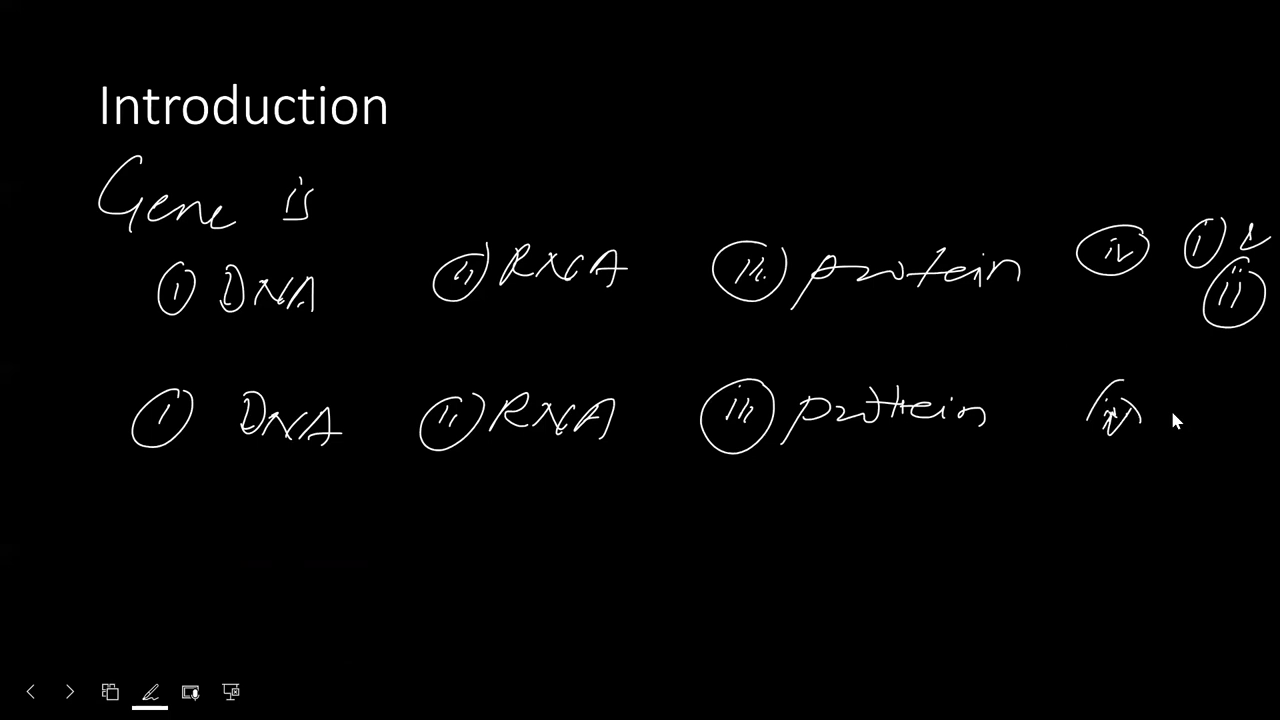 Introduction
Gene is
(i) DNA (ii) RNA (iii) protein (iv) (i) &
(ii)
(i) DNA (ii) RNA (iii) protein (iv)